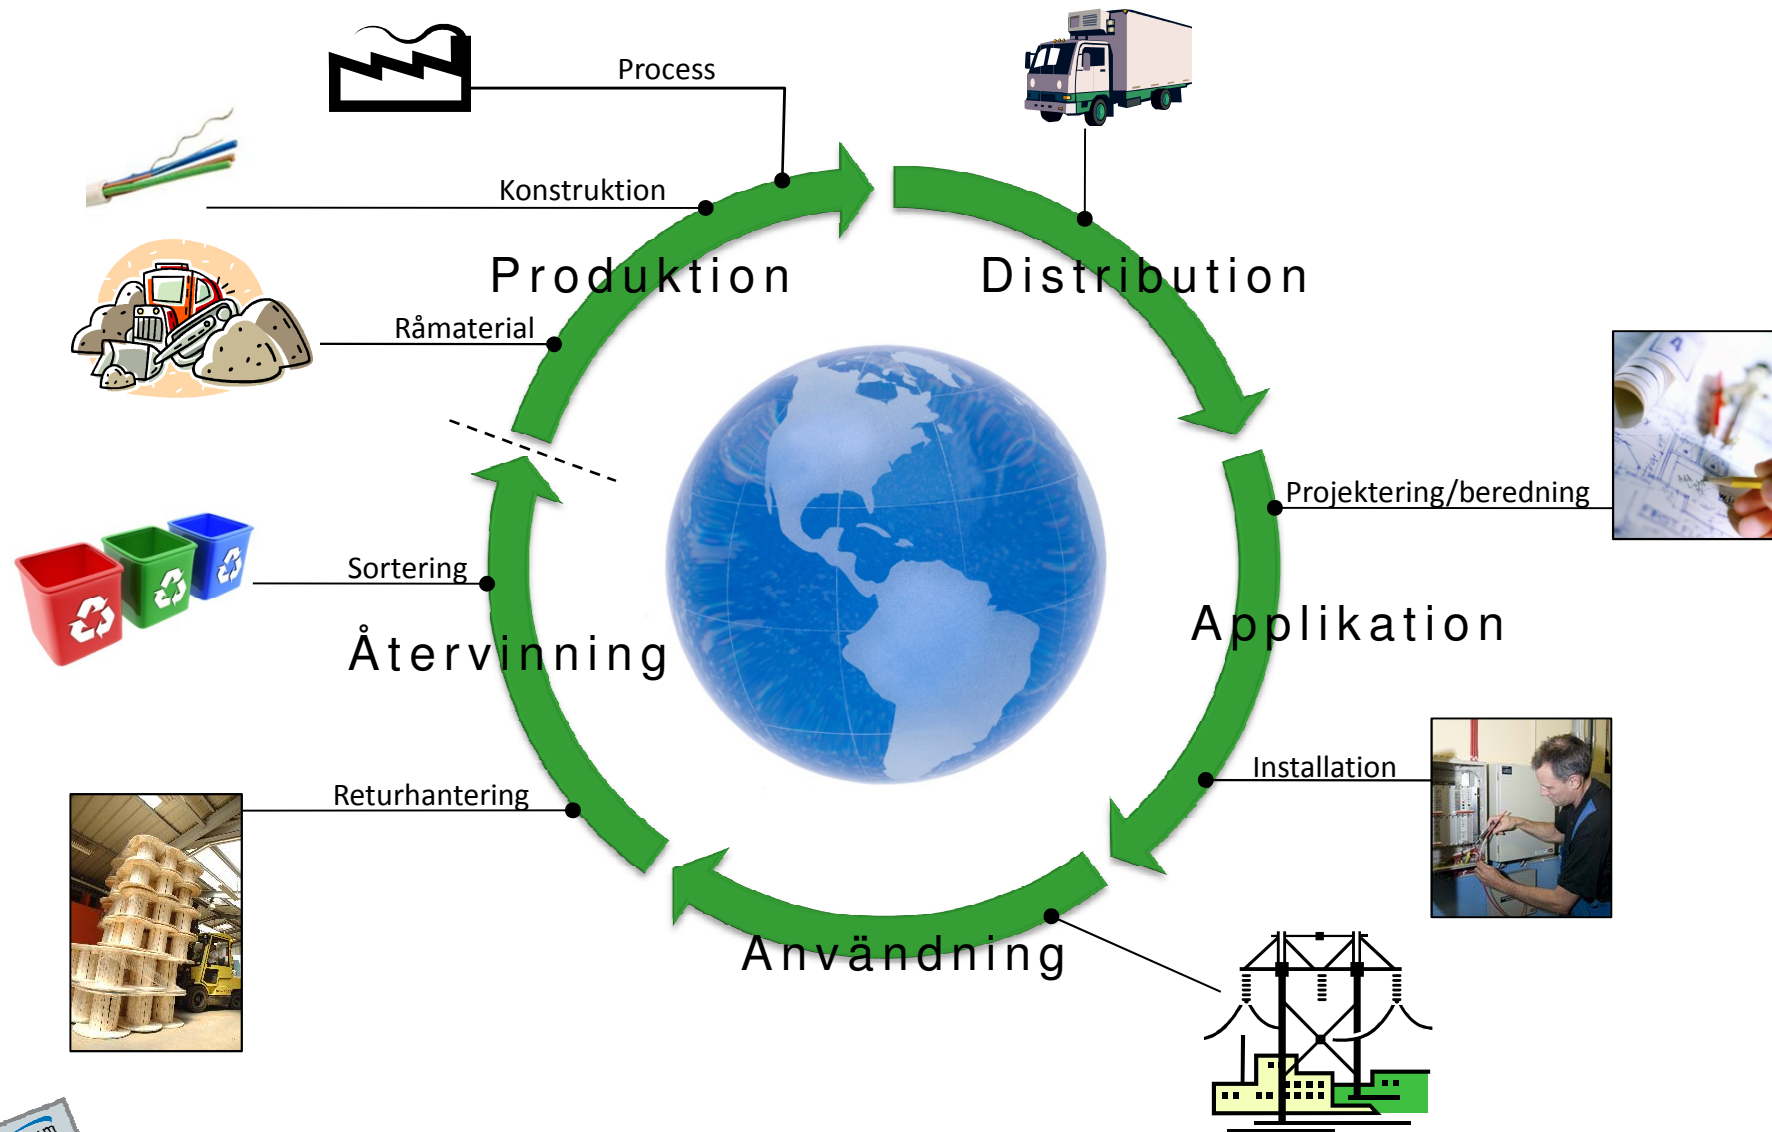 Process
Konstruktion
Produktion
Distribution
Råmaterial
Projektering/beredning
Sortering
Applikation
Återvinning
Installation
Returhantering
Användning